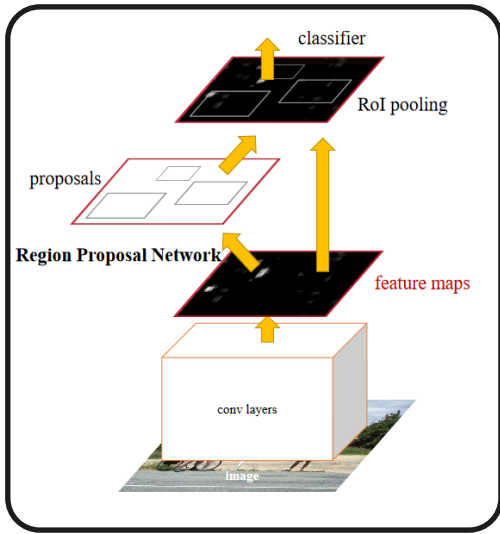 classifier
RoI pooling
proposals
Region Proposal Network
feature maps
conv layers
image